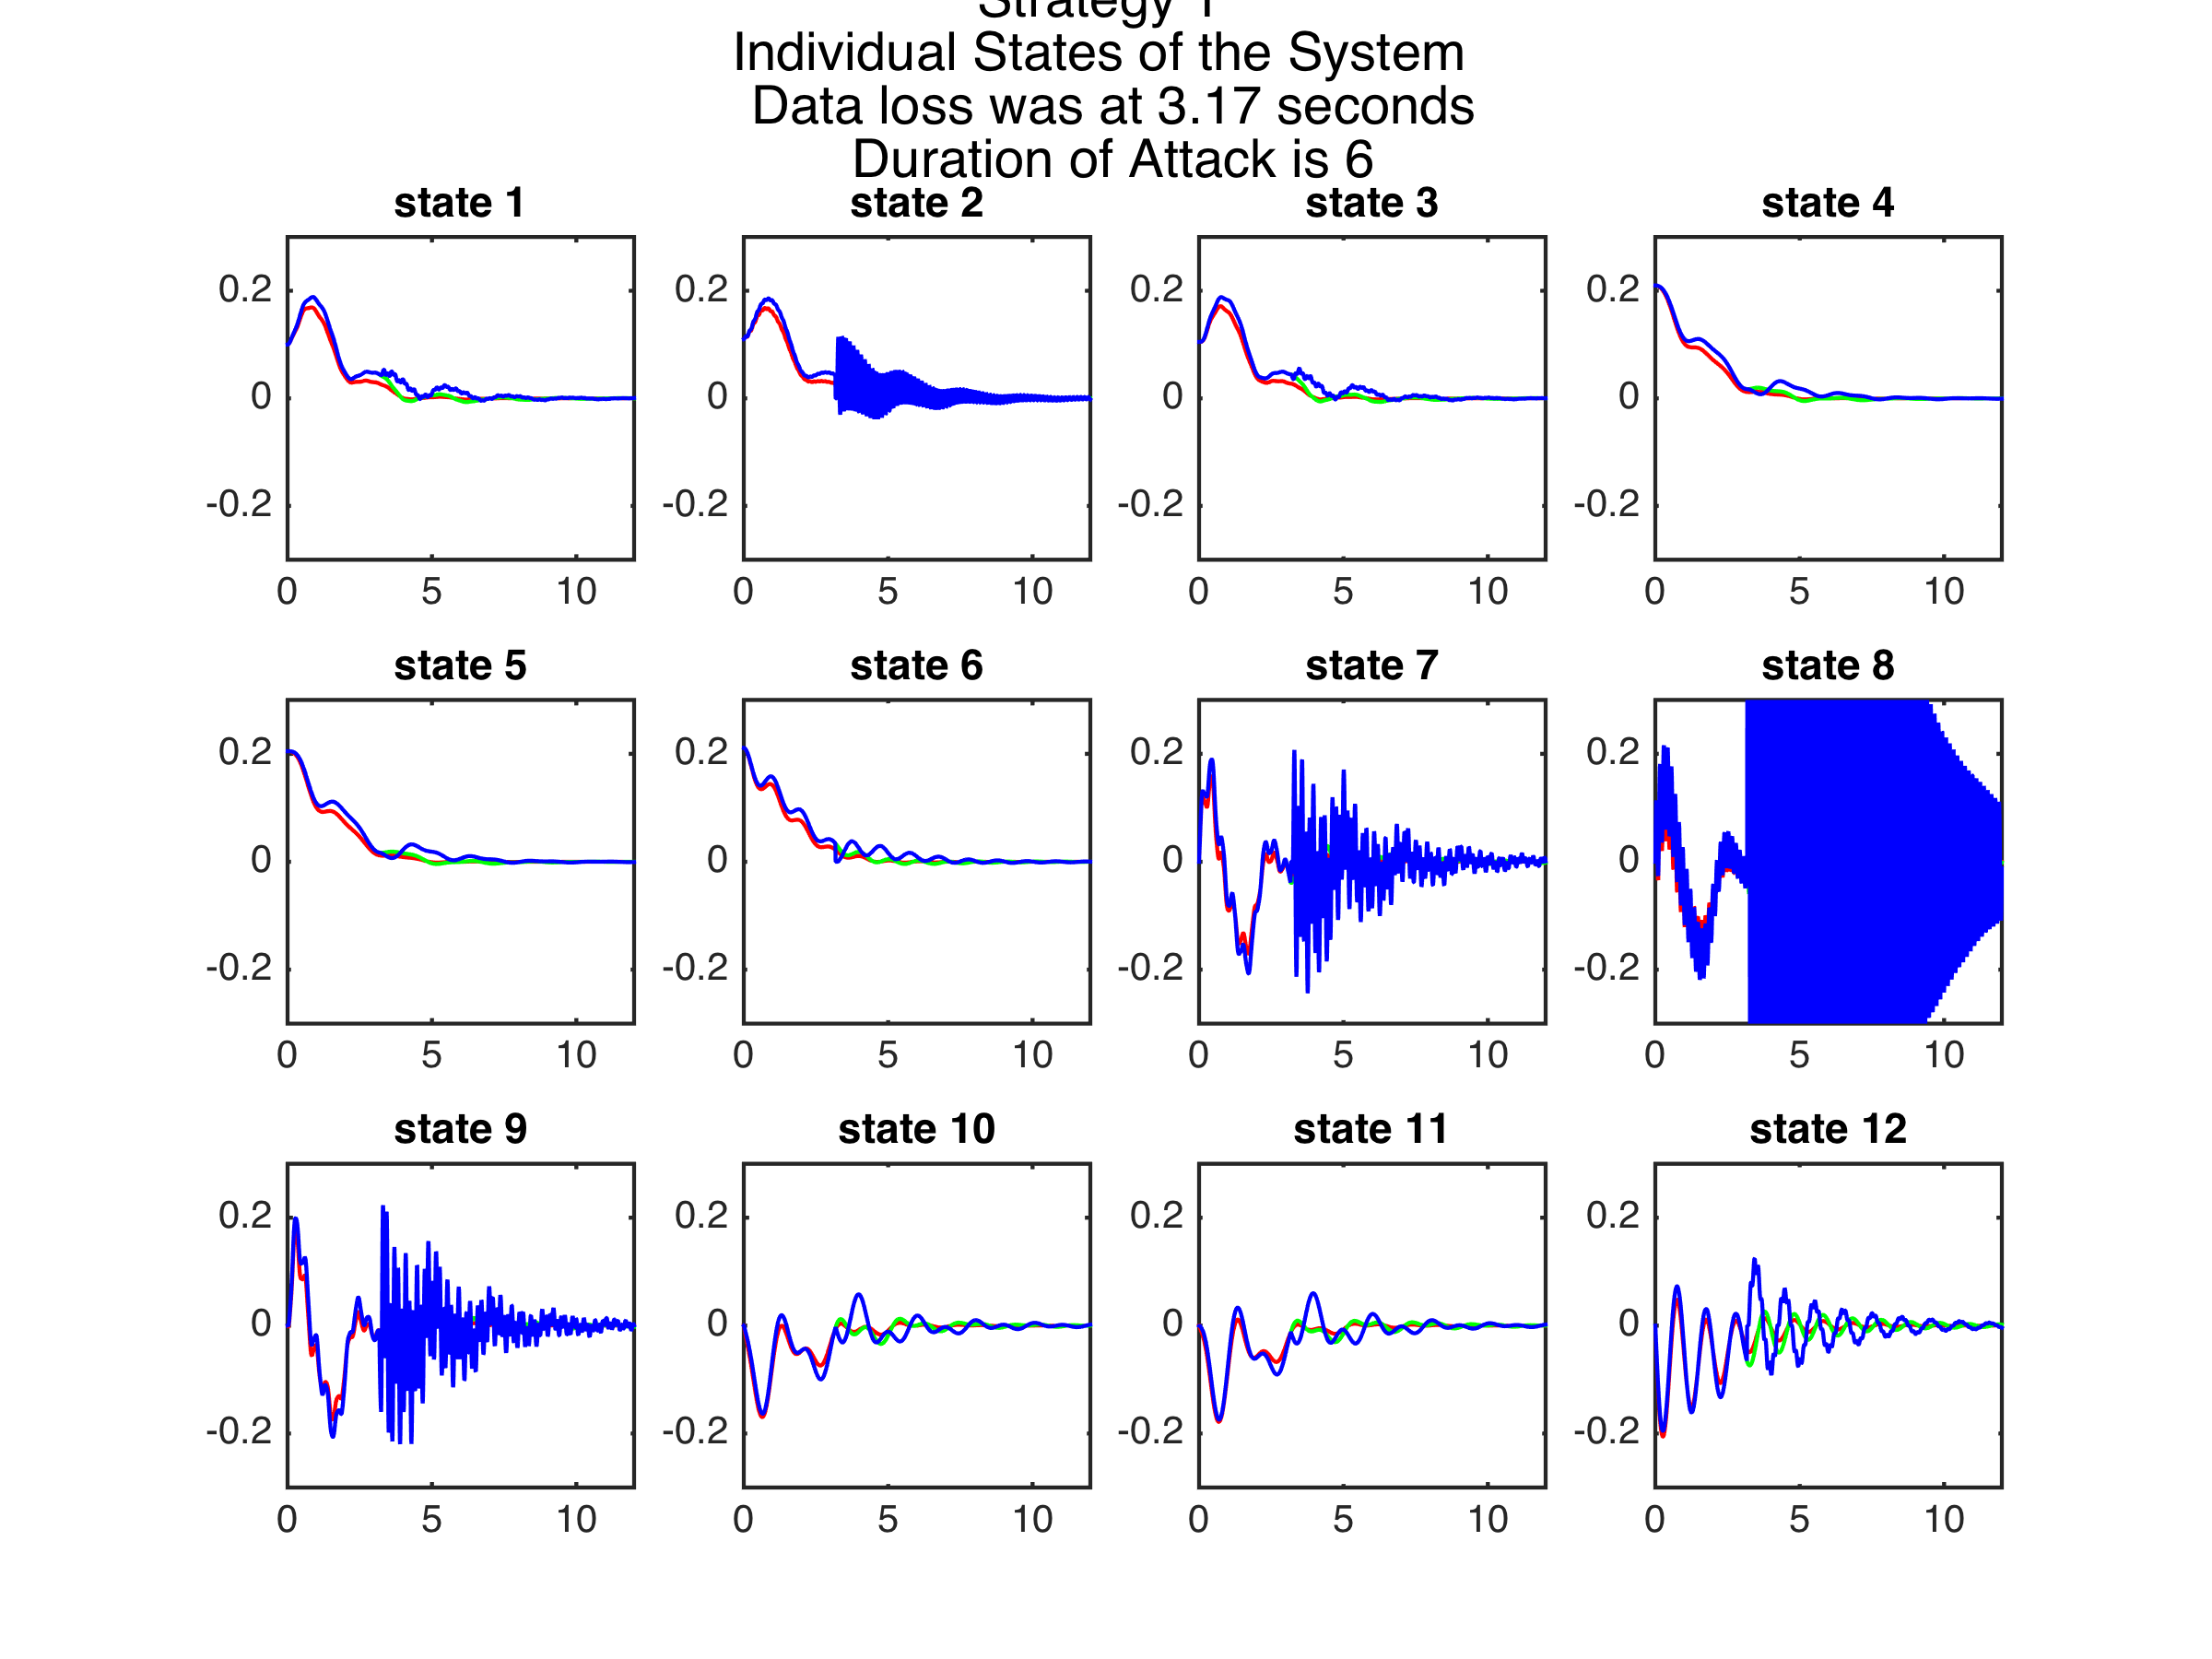 Strategy 1
Individual States of the System
Data loss was at 3.17 seconds
Duration of Attack is 6
state 1 state 2 state 3 state 4
0.2 0.2 0.2 0.2
0 0 0 0
-0.2 -0.2 -0.2 -0.2
0 5 10 0 5 10 0 5 10 0 5 10
state 5 state 6 state 7 state 8
0.2 0.2 0.2 0.2
0 0 0 0
-0.2 -0.2 -0.2 -0.2
0 5 10 0 5 10 0 5 10 0 5 10
state 9 state 10 state 11 state 12
0.2 0.2 0.2 0.2
0 0 0 0
-0.2 -0.2 -0.2 -0.2
0 5 10 0 5 10 0 5 10 0 5 10